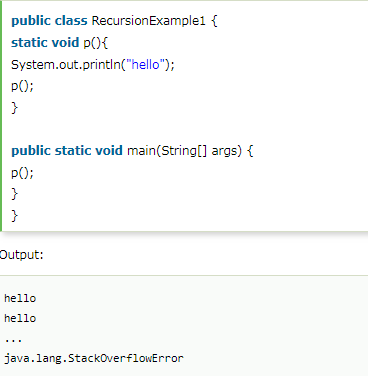 public class RecursionExample1 {
static void p(){
System.out.println("hello");
p();
}
public static void main(String[] args) {
p();
}
}
Output:
hello
hello
...
java.lang.StackOverflowError